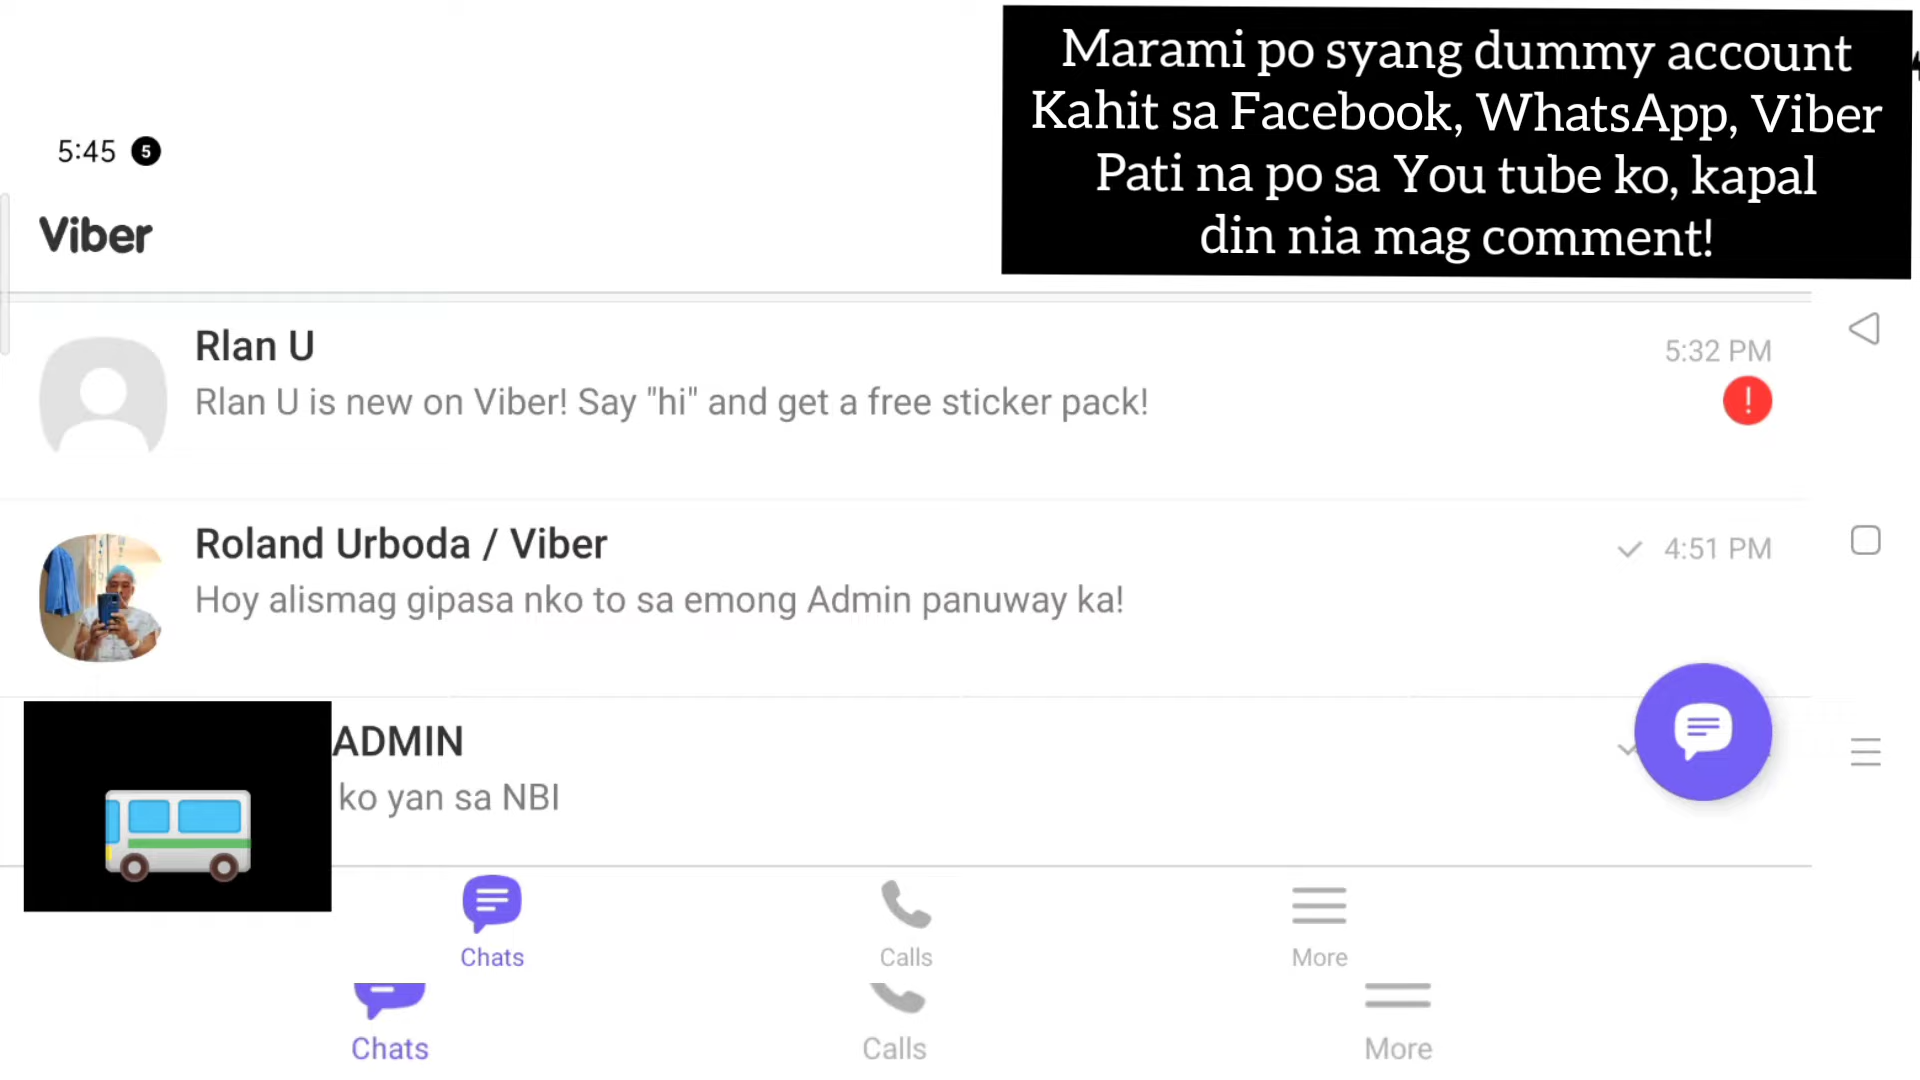 Marami po syang dummy account
Kahit sa Facebook, WhatsApp, Viber
Pati na po sa You tube ko, kapal
din nia mag comment!
5:45 5
Viber
Rlan U
5:32 PM
Rlan U is new on Viber! Say "hi" and get a free sticker pack!
!
Roland Urboda / Viber
4:51 PM
Hoy alismag gipasa nko to sa emong Admin panuway ka!
ADMIN
ko yan sa NBI
Chats Calls More
Chats Calls More